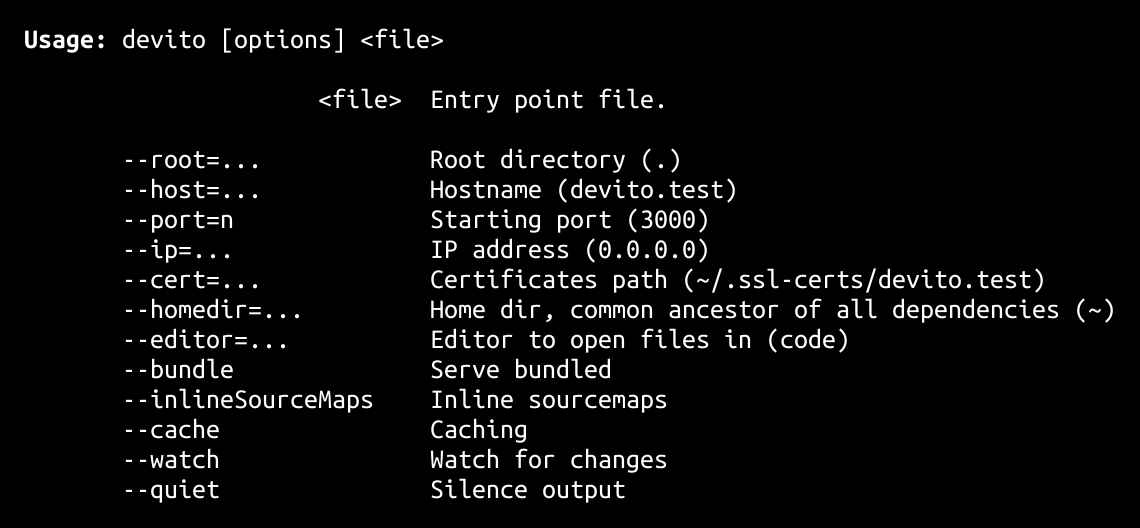 Usage: devito [options] <file>
<file>  Entry point file.
--root=...            Root directory (.)
--host=...            Hostname (devito.test)
--port=n              Starting port (3000)
--ip=...              IP address (0.0.0.0)
--cert=...            Certificates path (~/.ssl-certs/devito.test)
--homedir=...         Home dir, common ancestor of all dependencies (~)
--editor=...          Editor to open files in (code)
--bundle              Serve bundled
--inlineSourceMaps    Inline sourcemaps
--cache               Caching
--watch               Watch for changes
--quiet               Silence output